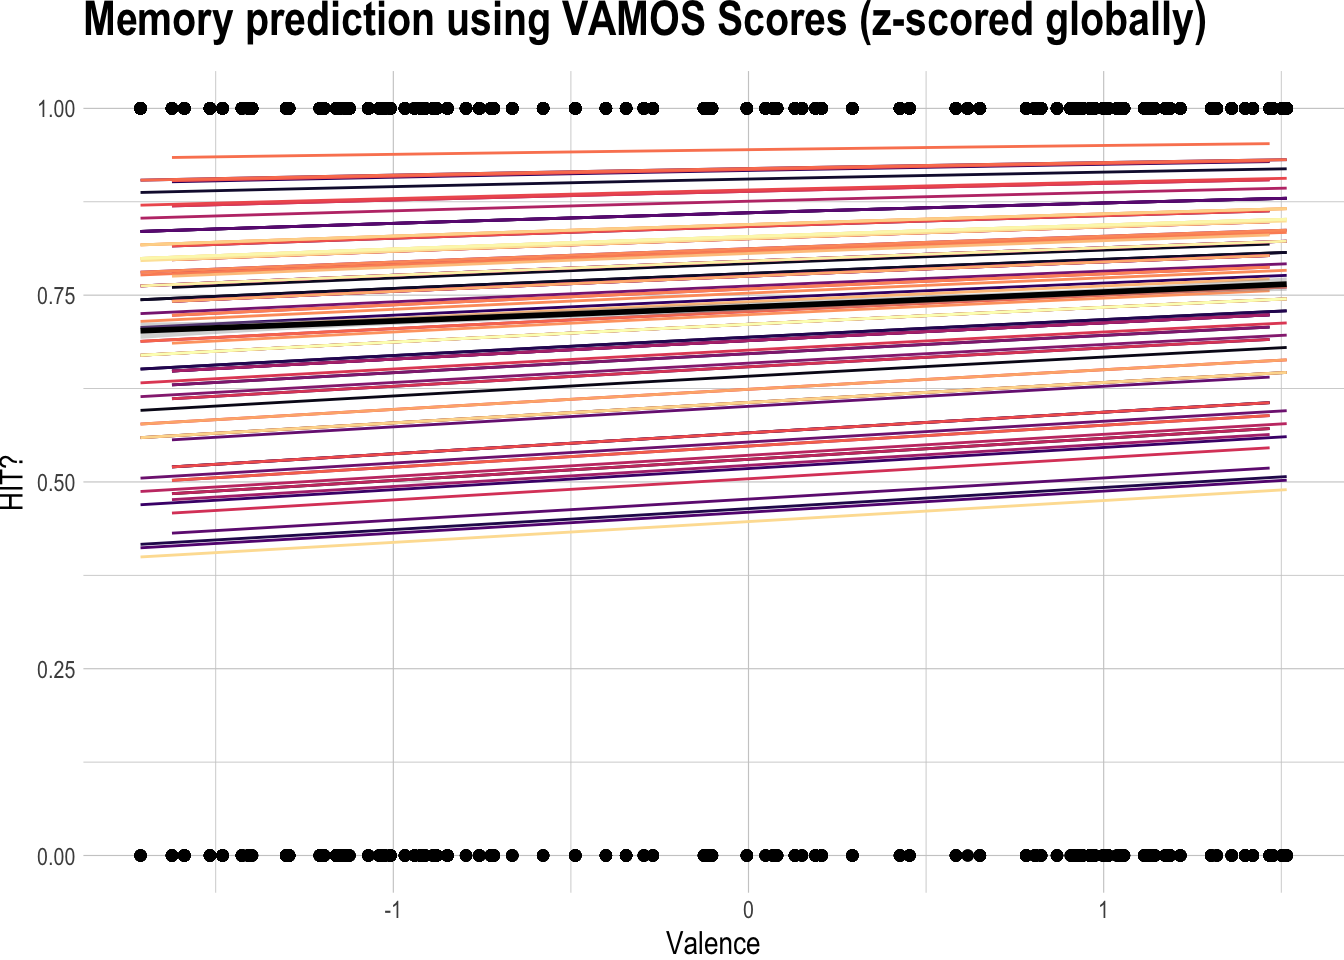 Memory prediction using VAMOS Scores (z-scored globally)
1.00
0.75
0.50
0.25
0.00
HIT?
-1 0 1
Valence